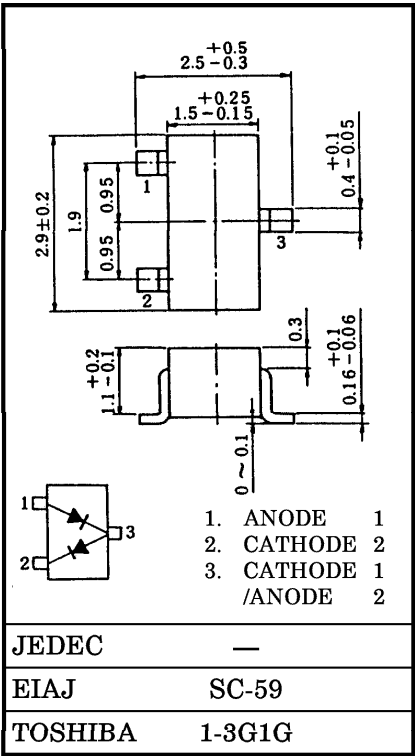 +0.5
2.5 −0.3
+0.25
1.5 −0.15
+0.1
0.4 −0.05
2.9±0.2
1.9
0.95
0.95
1
2
3
0.3
+0.2
1.1 −0.1
+0.1
0.16 −0.06
0 ~ 0.1
1
2
3
1. ANODE 1
2. CATHODE 2
3. CATHODE 1
/ANODE 2
JEDEC —
EIAJ SC-59
TOSHIBA 1-3G1G